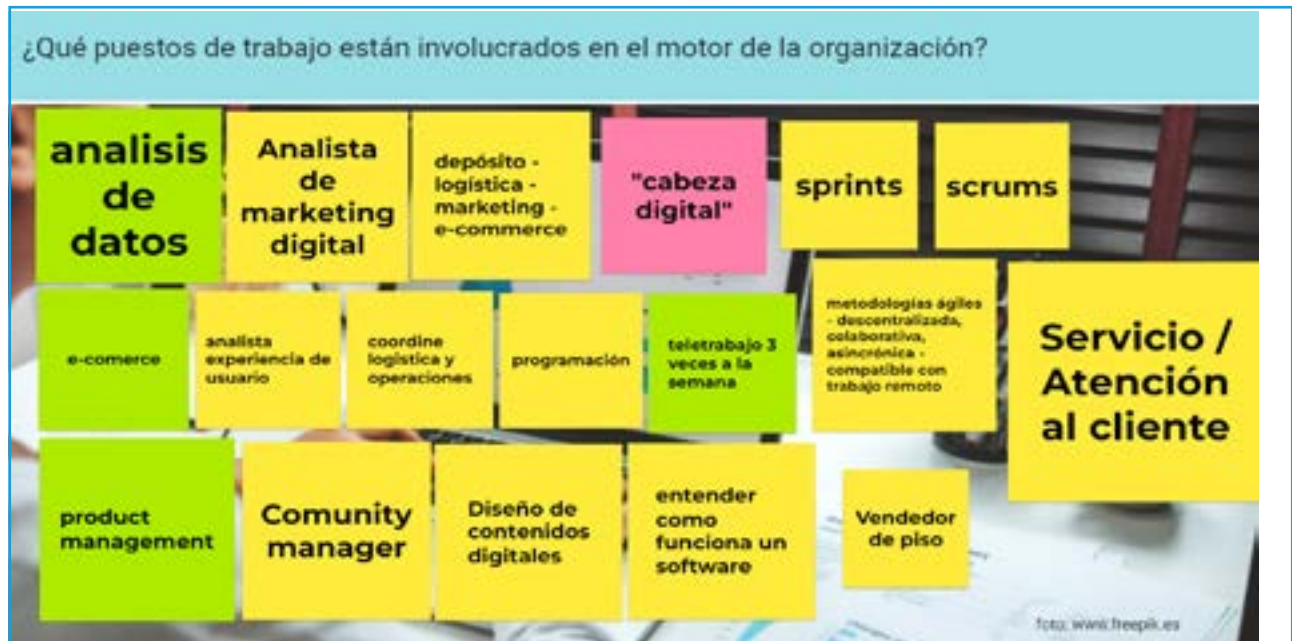 ¿Qué puestos de trabajo están involucrados en el motor de la organización?
analisis
de
datos
Analista
de
marketing
digital
depósito -
logística -
marketing -
e-commerce
"cabeza
digital"
sprints
scrums
e-comerce
analista
experiencia de
usuario
coordine
logistica y
operaciones
programación
teletrabajo 3
veces a la
semana
metodologías ágiles
- descentralizada,
colaborativa,
asincrónica -
compatible con
trabajo remoto
Servicio /
Atención
al cliente
product
management
Comunity
manager
Diseño de
contenidos
digitales
entender
como
funciona un
software
Vendedor
de piso
foto: www.freepik.es